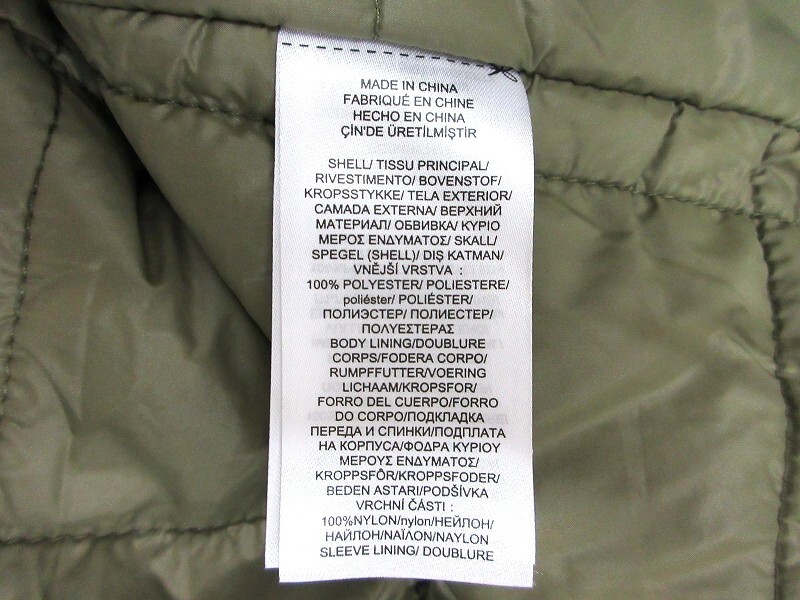 MADE IN CHINA
FABRIQUÉ EN CHINE
HECHO EN CHINA
ÇİN'DE ÜRETİLMİŞTİR
SHELL/ TISSU PRINCIPAL/
RIVESTIMENTO/ BOVENSTOF/
KROPSSTYKKE/ TELA EXTERIOR/
CAMADA EXTERNA/ ВЕРХНИЙ
МАТЕРИАЛ/ ОБВИВКА/ ΚΥΡΙΟ
ΜΕΡΟΣ ΕΝΔΥΜΑΤΟΣ/ SKALL/
SPEGEL (SHELL)/ DIŞ KATMAN/
VNĚJŠÍ VRSTVA :
100% POLYESTER/ POLIESTERE/
poliéster/ POLIÉSTER/
ПОЛИЭСТЕР/ ПОЛИЕСТЕР/
ΠΟΛΥΕΣΤΕΡΑΣ
BODY LINING/DOUBLURE
CORPS/FODERA CORPO/
RUMPFFUTTER/VOERING
LICHAAM/KROPSFOR/
FORRO DEL CUERPO/FORRO
DO CORPO/ПОДКЛАДКА
ПЕРЕДА И СПИНКИ/ПОДПЛАТА
НА КОРПУСА/ΦΟΔΡΑ ΚΥΡΙΟΥ
ΜΕΡΟΥΣ ΕΝΔΥΜΑΤΟΣ/
KROPPSFÔR/KROPPSFODER/
BEDEN ASTARI/PODŠÍVKA
VRCHNÍ ČÁSTI :
100%NYLON/nylon/НЕЙЛОН/
НАЙЛОН/ΝΑΪΛΟΝ/NAYLON
SLEEVE LINING/ DOUBLURE